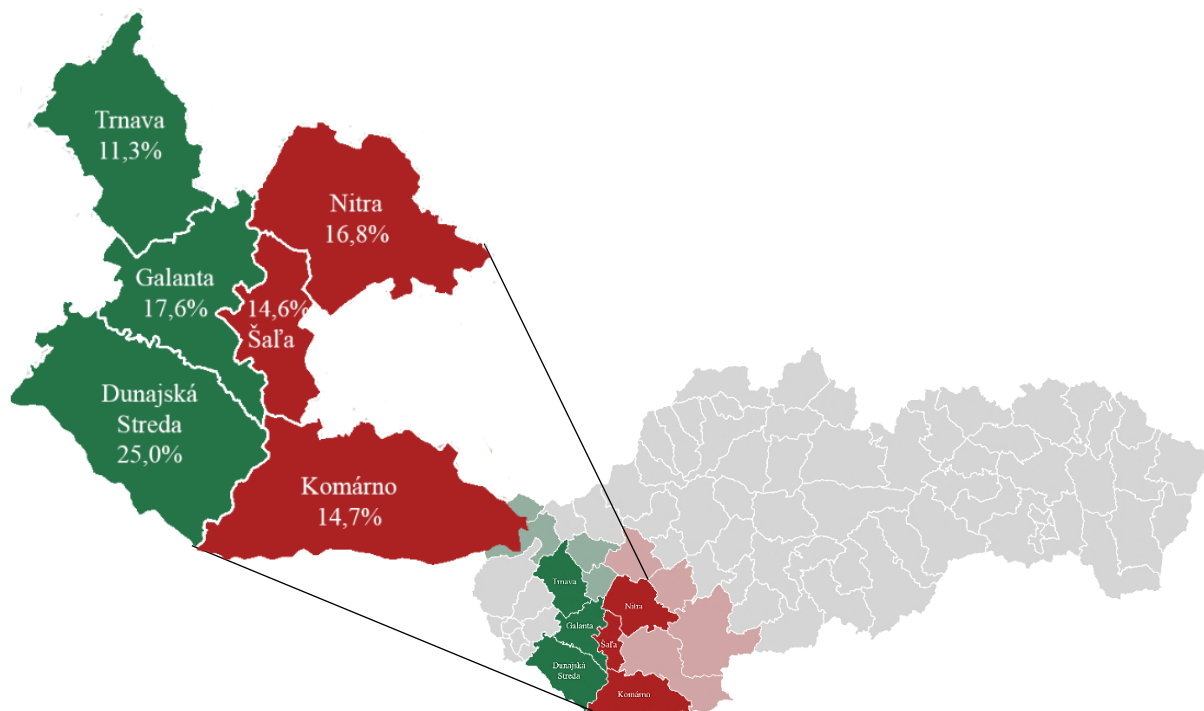 Trnava
11,3%
Nitra
16,8%
Galanta
17,6%
14,6%
Šaľa
Dunajská
Streda
25,0%
Komárno
14,7%
Trnava
Nitra
Galanta
Šaľa
Dunajská
Streda
Komárno